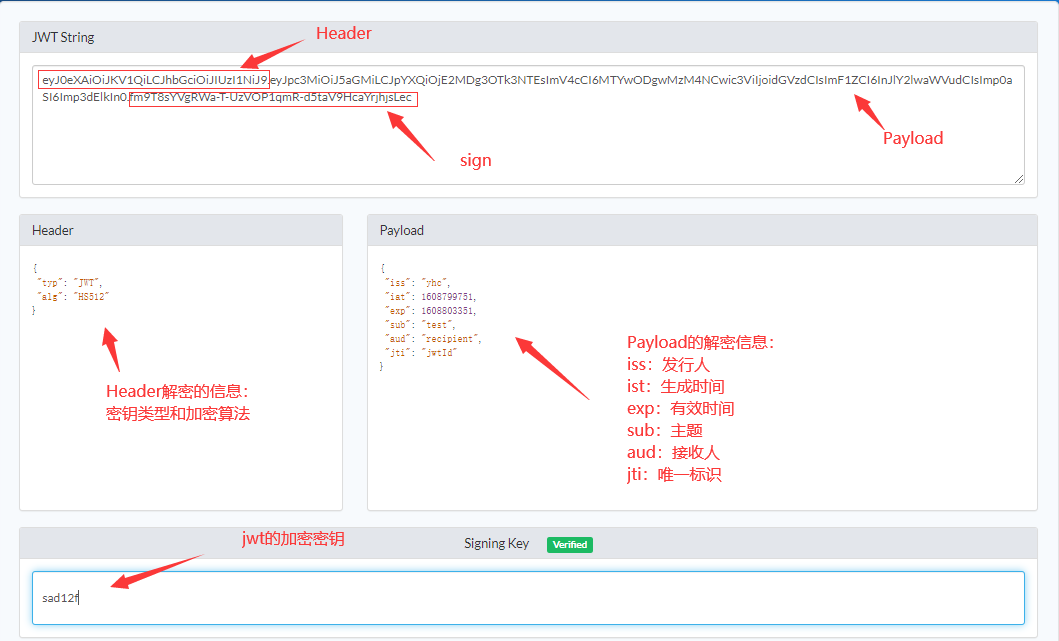 JWT String
Header
eyJ0eXAiOiJKV1QiLCJhbGciOiJIUzI1NiJ9.eyJpc3MiOiJ5aGMiLCJpYXQiOjE2MDg3OTk3NTEsImV4cCI6MTYwODgwMzM4NCwic3ViIjoidGVzdCIsImF1ZCI6InJlY2lwaWVudCIsImp0a
SI6Imp3dElkIn0.fm9T8sYVgRWa-T-UzVOP1qmR-d5taV9HcaYrjhjsLec
Payload
sign
Header
{
"typ": "JWT",
"alg": "HS512"
}
Header解密的信息：
密钥类型和加密算法
Payload
{
"iss": "yhc",
"iat": 1608799751,
"exp": 1608803351,
"sub": "test",
"aud": "recipient",
"jti": "jwtId"
}
Payload的解密信息：
iss：发行人
ist：生成时间
exp：有效时间
sub：主题
aud：接收人
jti：唯一标识
jwt的加密密钥
Signing Key Verified
sad12f